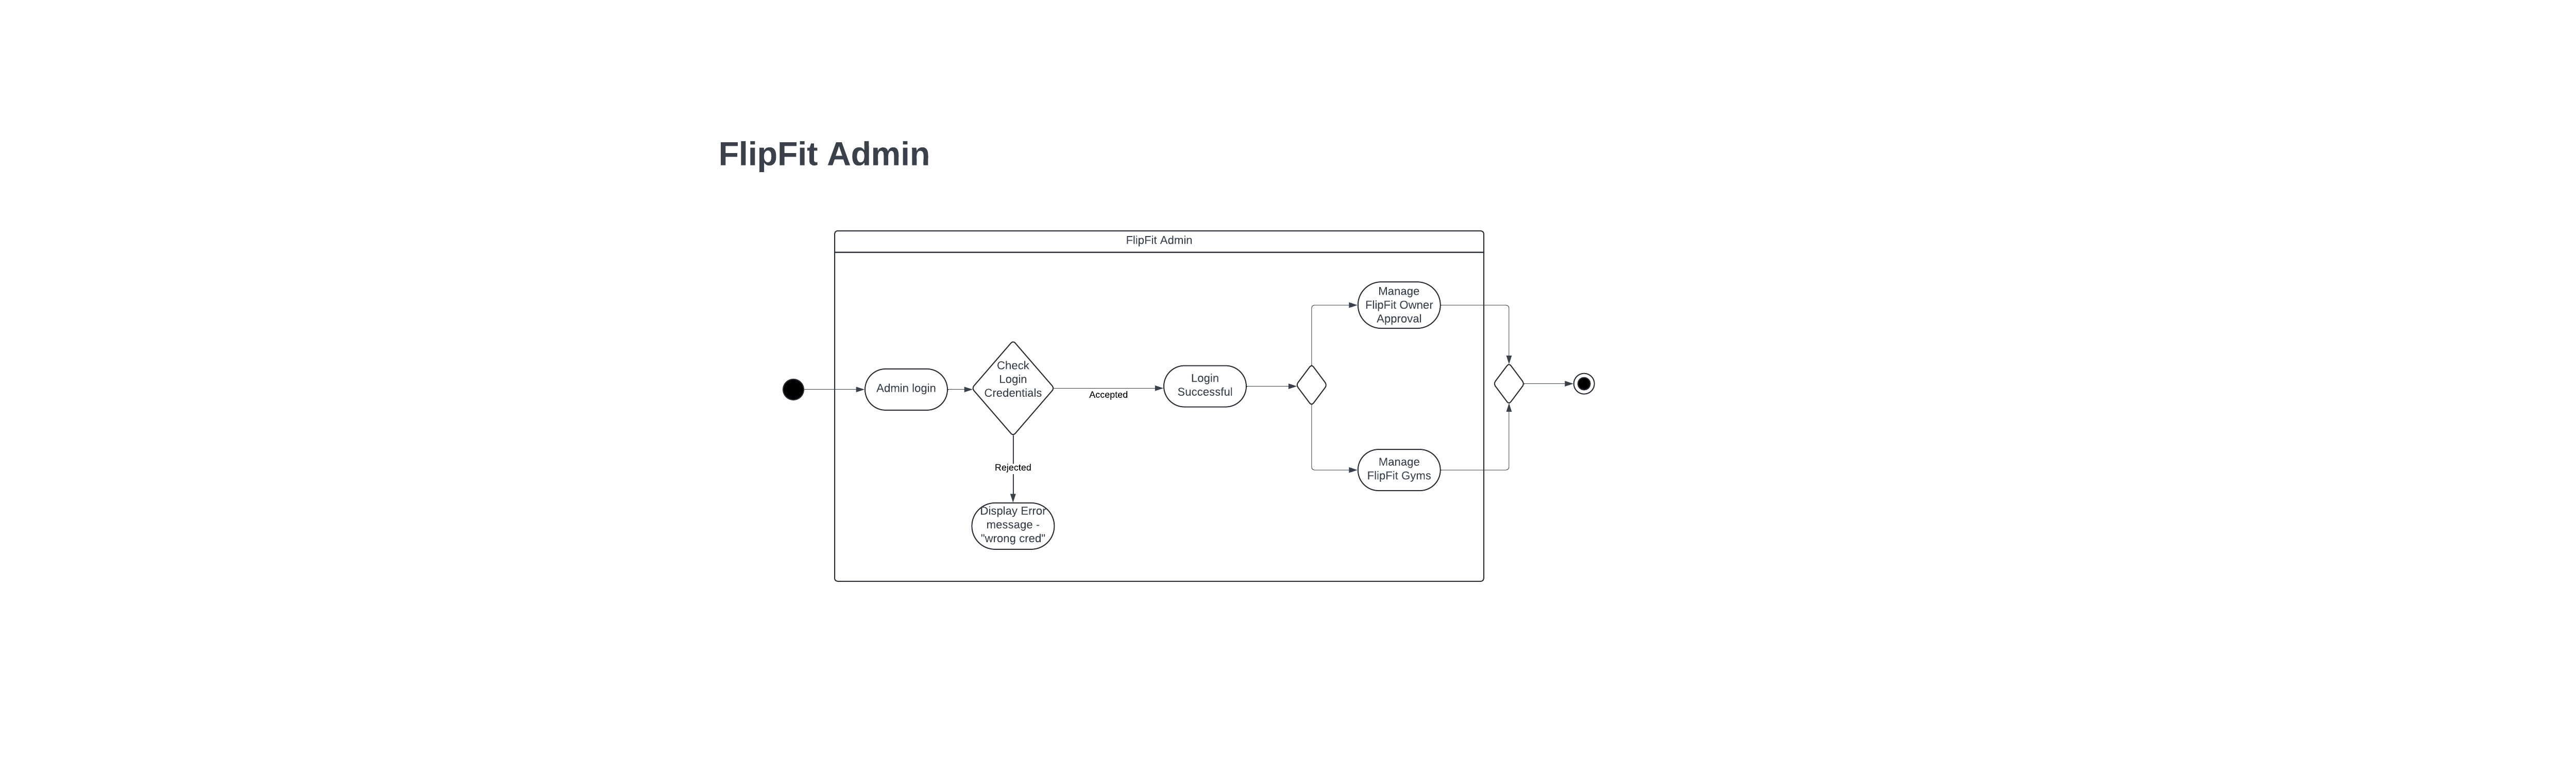 FlipFit Admin
FlipFit Admin
Manage
FlipFit Owner
Approval
Check
Login
Credentials
Admin login
Accepted
Login
Successful
Rejected
Manage
FlipFit Gyms
Display Error
message -
"wrong cred"